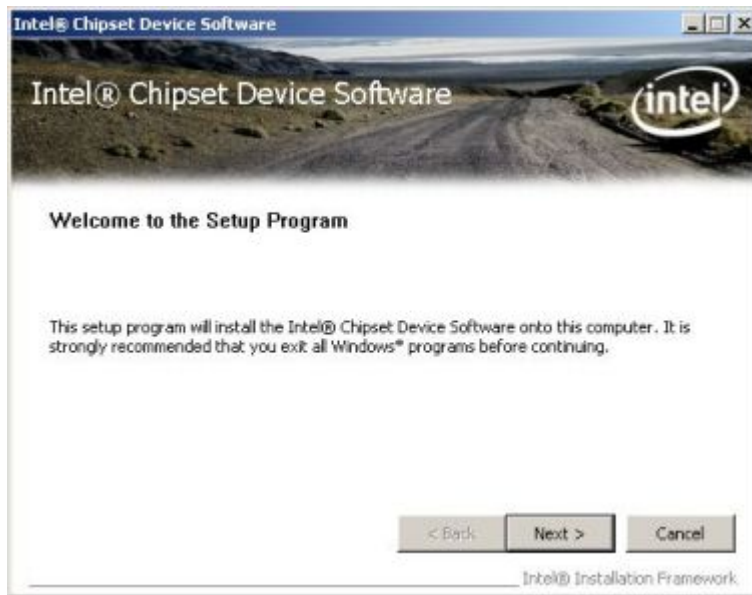 Intel® Chipset Device Software
Intel® Chipset Device Software
intel
Welcome to the Setup Program
This setup program will install the Intel® Chipset Device Software onto this computer. It is
strongly recommended that you exit all Windows* programs before continuing.
< Back
Next >
Cancel
Intel® Installation Framework